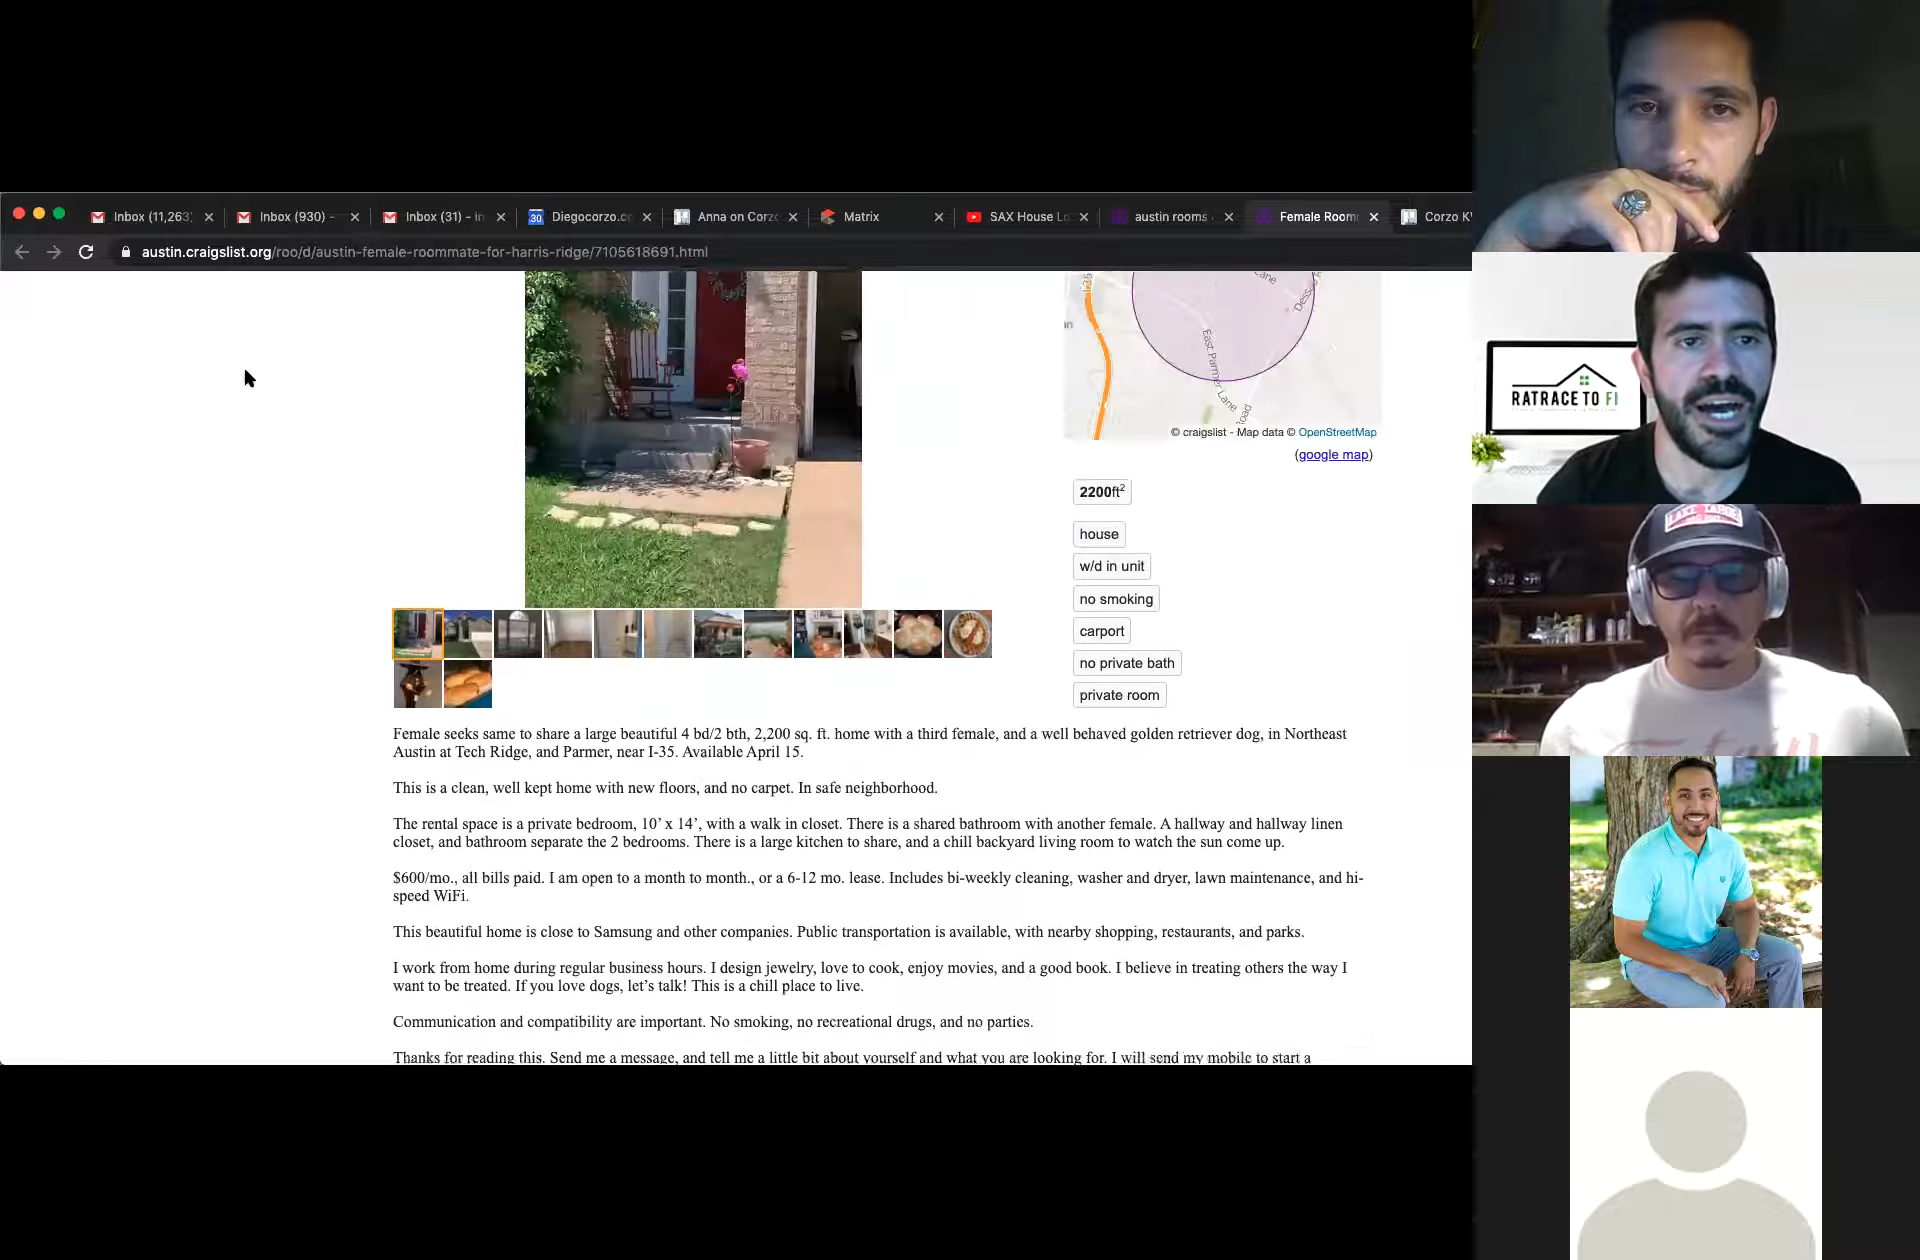 Inbox (11,263
Inbox (930) -
Inbox (31) - in
30
Diegocorzo.co
Anna on Corzo
Matrix
SAX House Lo
austin rooms
Female Room
Corzo KW
austin.craigslist.org/roo/d/austin-female-roommate-for-harris-ridge/7105618691.html
35
Lane
East Parmer Lane
Road
© craigslist - Map data © OpenStreetMap
(google map)
2200ft2
house
w/d in unit
no smoking
carport
no private bath
private room
Female seeks same to share a large beautiful 4 bd/2 bth, 2,200 sq. ft. home with a third female, and a well behaved golden retriever dog, in Northeast
Austin at Tech Ridge, and Parmer, near I-35. Available April 15.
This is a clean, well kept home with new floors, and no carpet. In safe neighborhood.
The rental space is a private bedroom, 10’ x 14’, with a walk in closet. There is a shared bathroom with another female. A hallway and hallway linen
closet, and bathroom separate the 2 bedrooms. There is a large kitchen to share, and a chill backyard living room to watch the sun come up.
$600/mo., all bills paid. I am open to a month to month., or a 6-12 mo. lease. Includes bi-weekly cleaning, washer and dryer, lawn maintenance, and hi-
speed WiFi.
This beautiful home is close to Samsung and other companies. Public transportation is available, with nearby shopping, restaurants, and parks.
I work from home during regular business hours. I design jewelry, love to cook, enjoy movies, and a good book. I believe in treating others the way I
want to be treated. If you love dogs, let’s talk! This is a chill place to live.
Communication and compatibility are important. No smoking, no recreational drugs, and no parties.
Thanks for reading this. Send me a message, and tell me a little bit about yourself and what you are looking for. I will send my mobile to start a
RATRACE TO FI
LAKE TAHOE